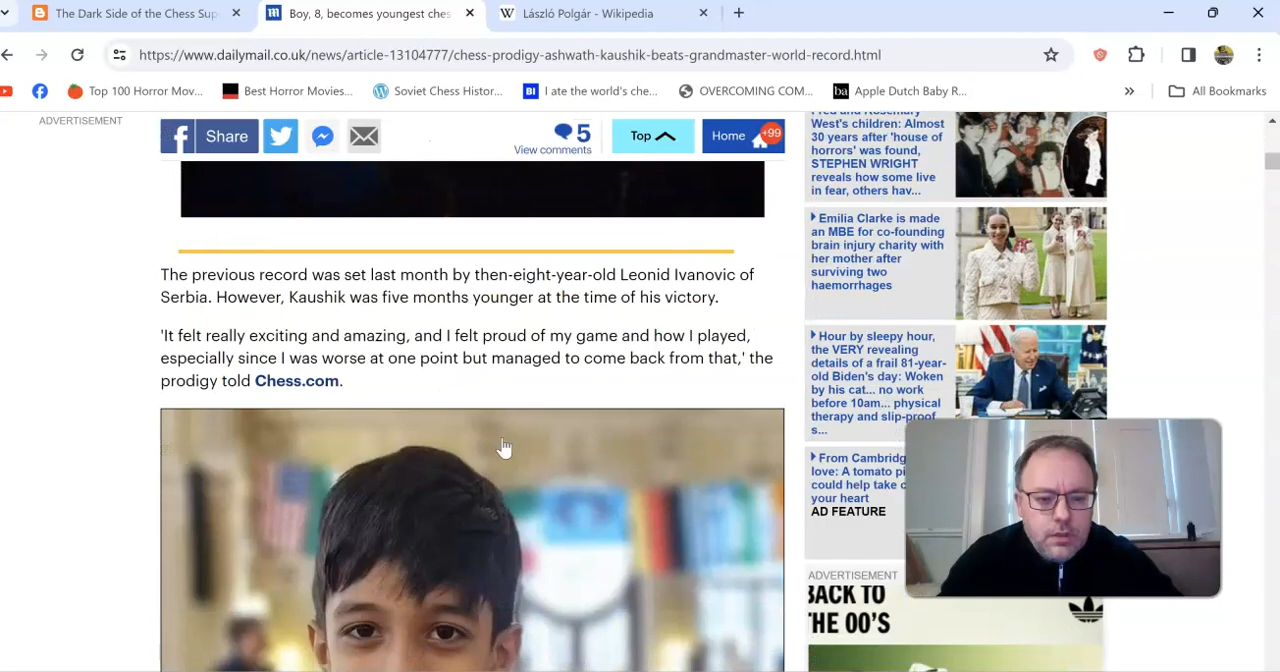 The Dark Side of the Chess Sup
Boy, 8, becomes youngest ches
W László Polgár - Wikipedia
https://www.dailymail.co.uk/news/article-13104777/chess-prodigy-ashwath-kaushik-beats-grandmaster-world-record.html
Top 100 Horror Mov...
Best Horror Movies...
Soviet Chess Histor...
BI I ate the world's che...
OVERCOMING COM...
ba Apple Dutch Baby R...
All Bookmarks
ADVERTISEMENT
Share
5
View comments
Top
Home
+99
The previous record was set last month by then-eight-year-old Leonid Ivanovic of
Serbia. However, Kaushik was five months younger at the time of his victory.
'It felt really exciting and amazing, and I felt proud of my game and how I played,
especially since I was worse at one point but managed to come back from that,' the
prodigy told Chess.com.
West's children: Almost
30 years after 'house of
horrors' was found,
STEPHEN WRIGHT
reveals how some live
in fear, others hav...
Emilia Clarke is made
an MBE for co-founding
brain injury charity with
her mother after
surviving two
haemorrhages
Hour by sleepy hour,
the VERY revealing
details of a frail 81-year-
old Biden's day: Woken
by his cat... no work
before 10am... physical
therapy and slip-proof
s...
From Cambridg
love: A tomato pi
could help take c
your heart
AD FEATURE
ADVERTISEMENT
BACK TO
THE 00'S